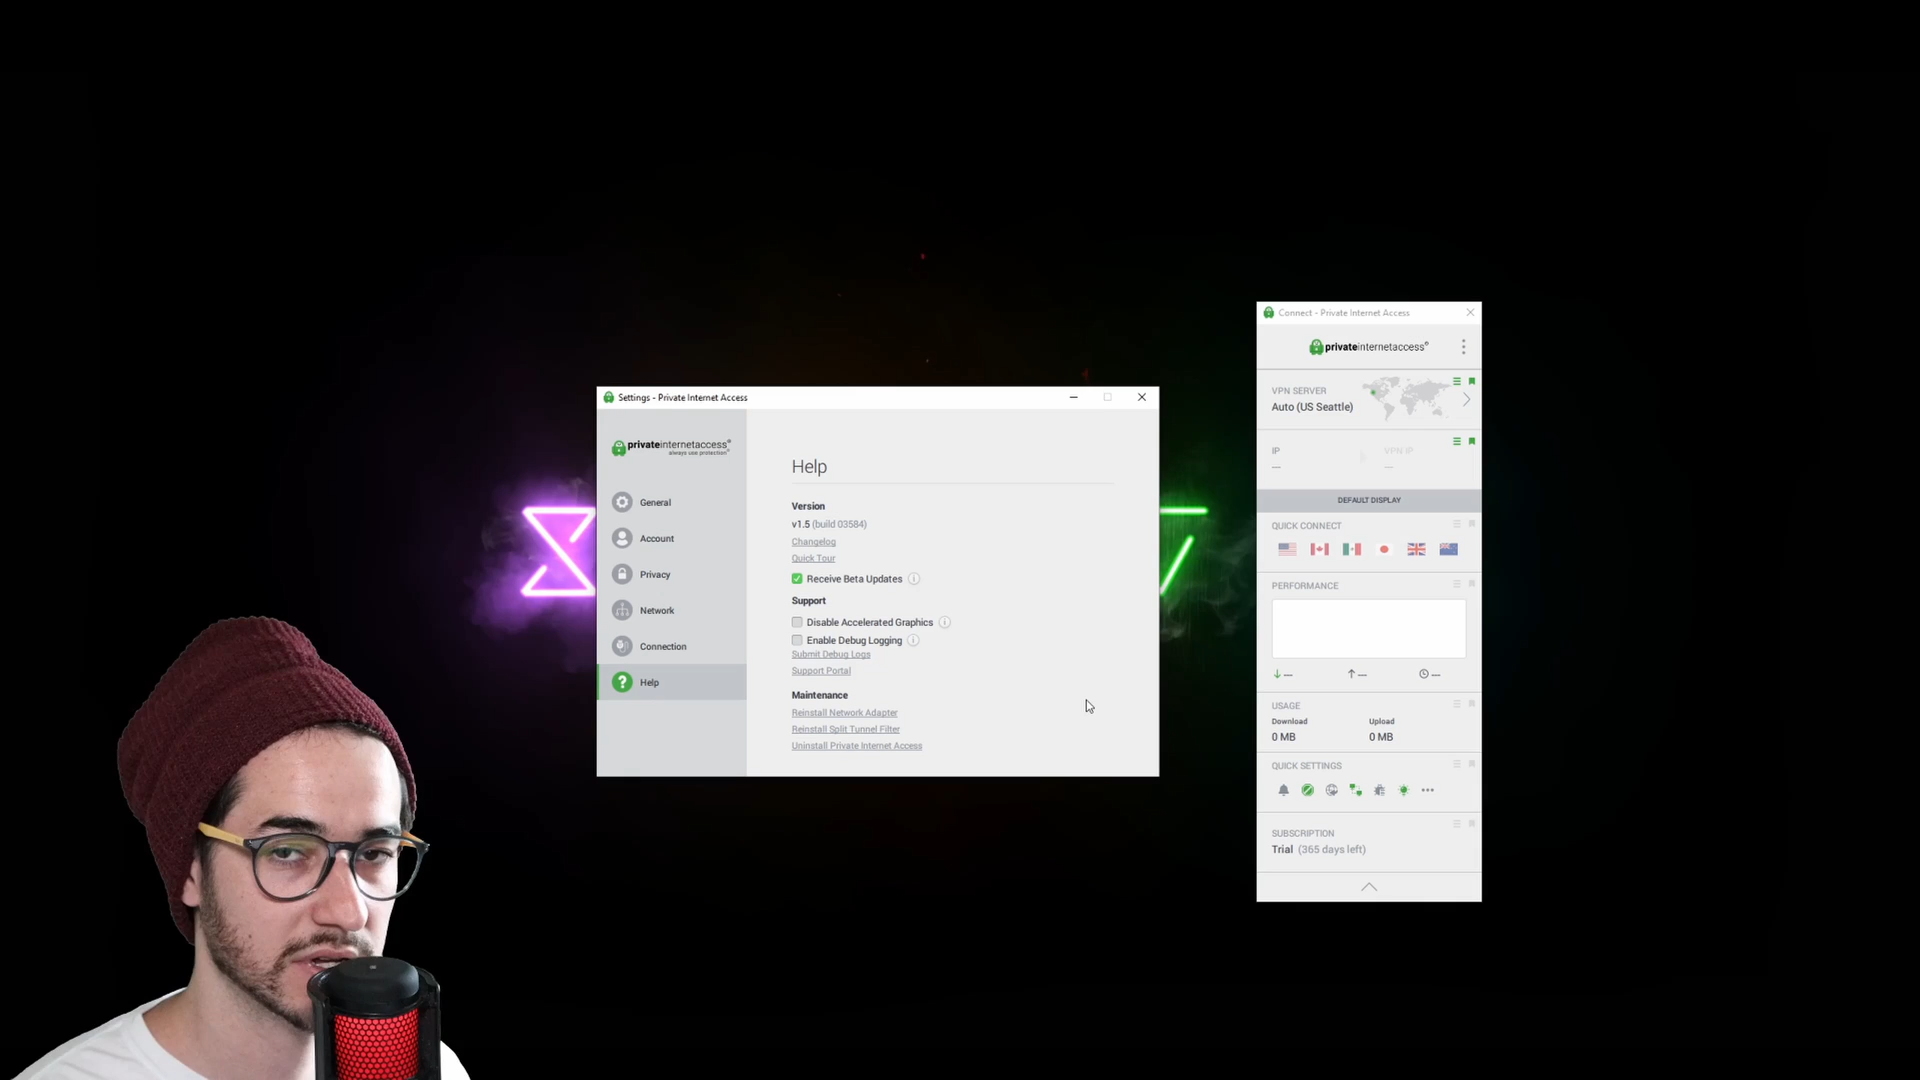 Settings - Private Internet Access
privateinternetaccess®
always use protection®
General
Account
Privacy
Network
Connection
Help
Help
Version
v1.5 (build 03584)
Changelog
Quick Tour
Receive Beta Updates
Support
Disable Accelerated Graphics
Enable Debug Logging
Submit Debug Logs
Support Portal
Maintenance
Reinstall Network Adapter
Reinstall Split Tunnel Filter
Uninstall Private Internet Access
Connect - Private Internet Access
privateinternetaccess®
VPN SERVER
Auto (US Seattle)
IP VPN IP
— —
DEFAULT DISPLAY
QUICK CONNECT
PERFORMANCE
— — —
USAGE
Download Upload
0 MB 0 MB
QUICK SETTINGS
SUBSCRIPTION
Trial (365 days left)